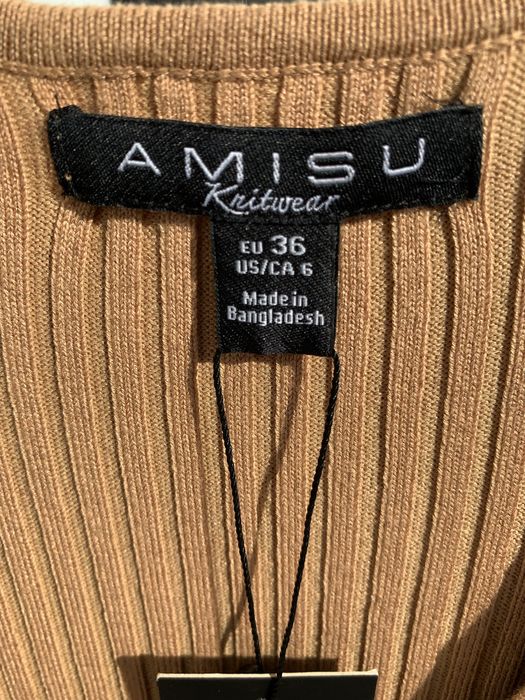 AMISU
Knitwear
EU 36
US/CA 6
Made in
Bangladesh